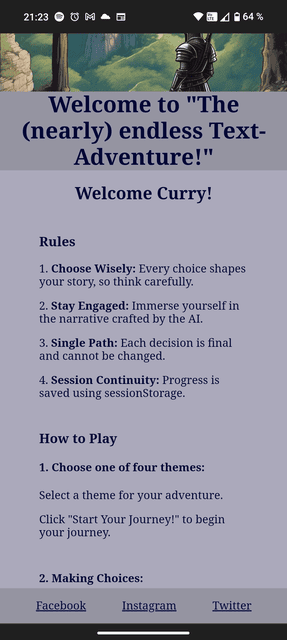 21:23 64 %
Welcome to "The
(nearly) endless Text-
Adventure!"
Welcome Curry!
Rules
1. Choose Wisely: Every choice shapes
your story, so think carefully.
2. Stay Engaged: Immerse yourself in
the narrative crafted by the AI.
3. Single Path: Each decision is final
and cannot be changed.
4. Session Continuity: Progress is
saved using sessionStorage.
How to Play
1. Choose one of four themes:
Select a theme for your adventure.
Click "Start Your Journey!" to begin
your journey.
2. Making Choices:
Facebook Instagram Twitter